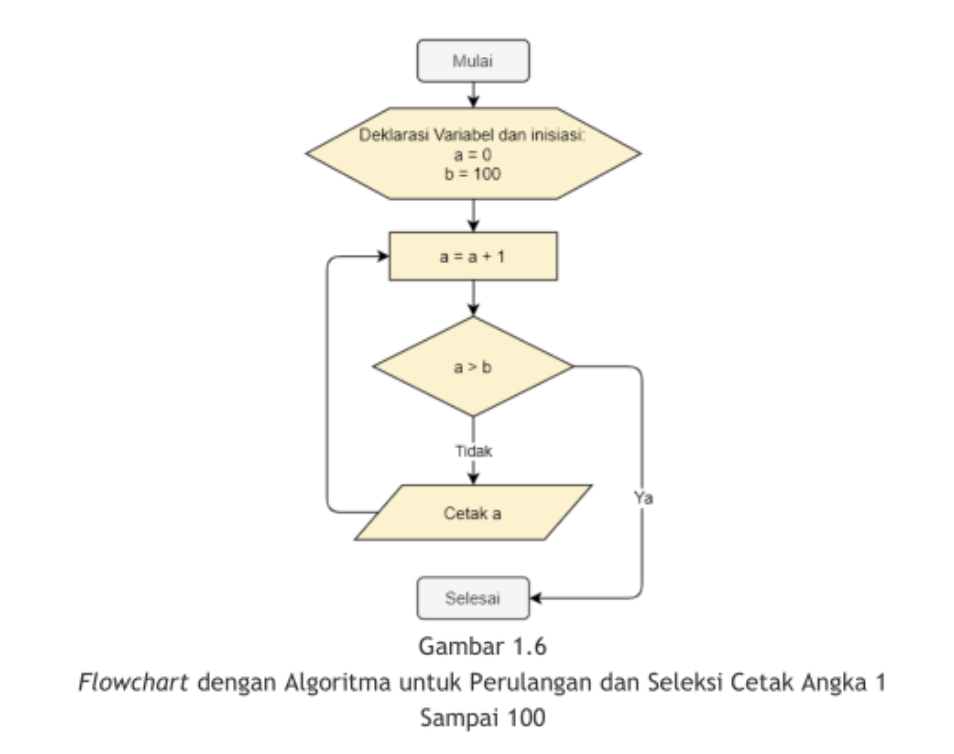 Mulai
Deklarasi Variabel dan inisiasi:
a = 0
b = 100
a = a + 1
a > b
Tidak
Cetak a
Ya
Selesai
Gambar 1.6
Flowchart dengan Algoritma untuk Perulangan dan Seleksi Cetak Angka 1
Sampai 100